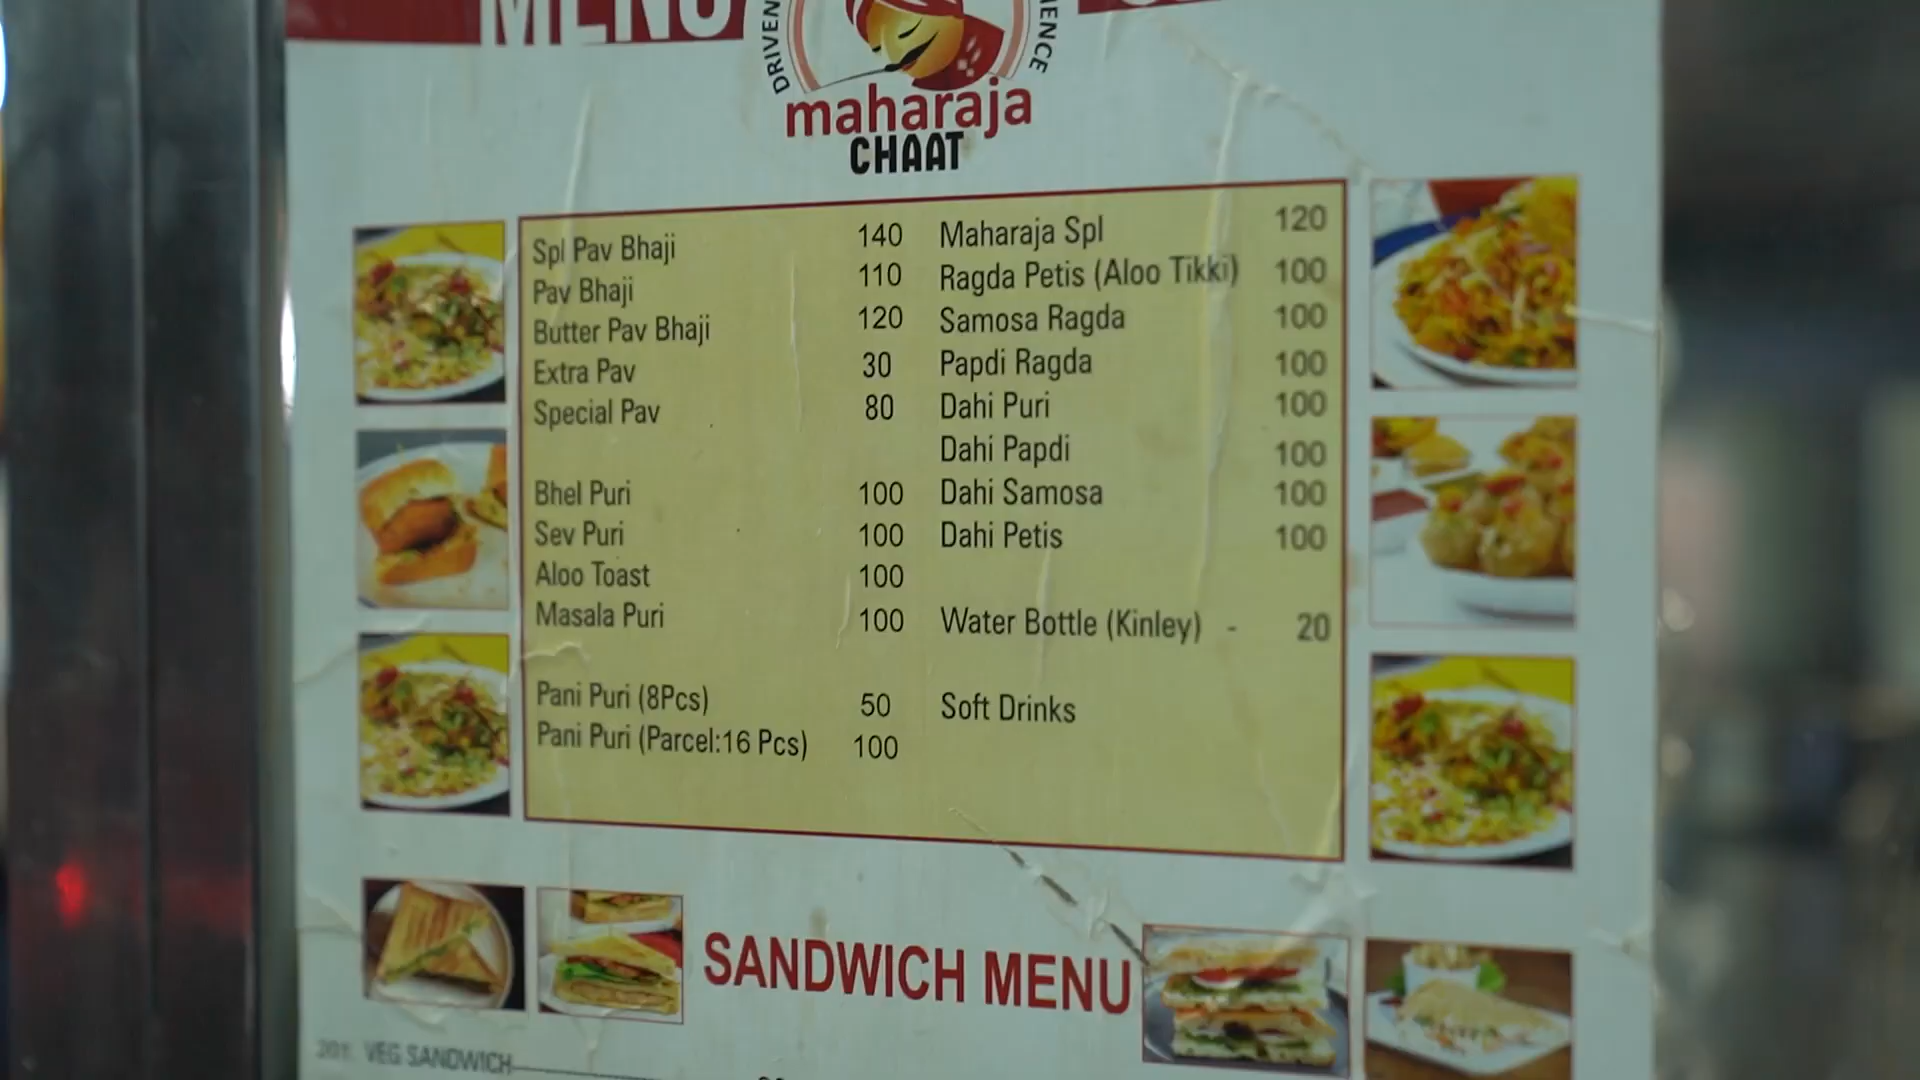 MENU
DRIVEN
maharaja
CHAAT
Spl Pav Bhaji 140
Pav Bhaji 110
Butter Pav Bhaji 120
Extra Pav 30
Special Pav 80
Bhel Puri 100
Sev Puri 100
Aloo Toast 100
Masala Puri 100
Pani Puri (8Pcs) 50
Pani Puri (Parcel:16 Pcs) 100
Maharaja Spl 120
Ragda Petis (Aloo Tikki) 100
Samosa Ragda 100
Papdi Ragda 100
Dahi Puri 100
Dahi Papdi 100
Dahi Samosa 100
Dahi Petis 100
Water Bottle (Kinley) - 20
Soft Drinks
SANDWICH MENU
201. VEG SANDWICH